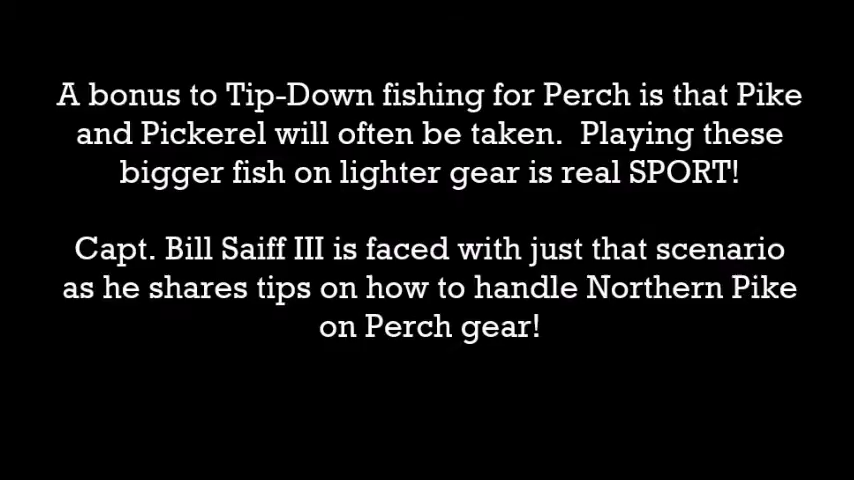 A bonus to Tip-Down fishing for Perch is that Pike
and Pickerel will often be taken.  Playing these
bigger fish on lighter gear is real SPORT!
Capt. Bill Saiff III is faced with just that scenario
as he shares tips on how to handle Northern Pike
on Perch gear!